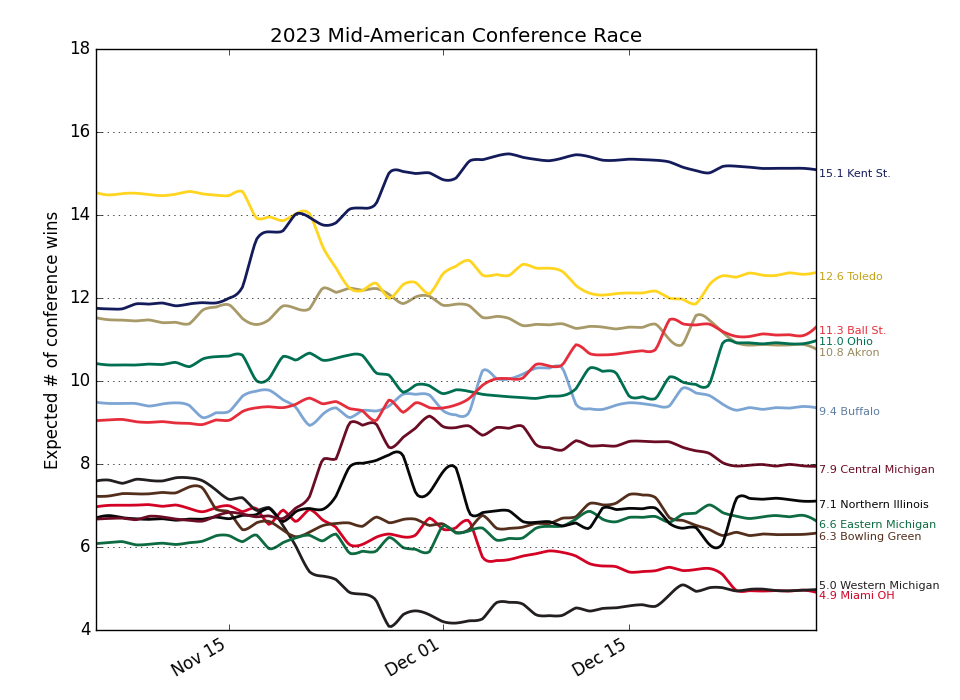 2023 Mid-American Conference Race
Expected # of conference wins
18
16
14
12
10
8
6
4
Nov 15
Dec 01
Dec 15
15.1 Kent St.
12.6 Toledo
11.3 Ball St.
11.0 Ohio
10.8 Akron
9.4 Buffalo
7.9 Central Michigan
7.1 Northern Illinois
6.6 Eastern Michigan
6.3 Bowling Green
5.0 Western Michigan
4.9 Miami OH